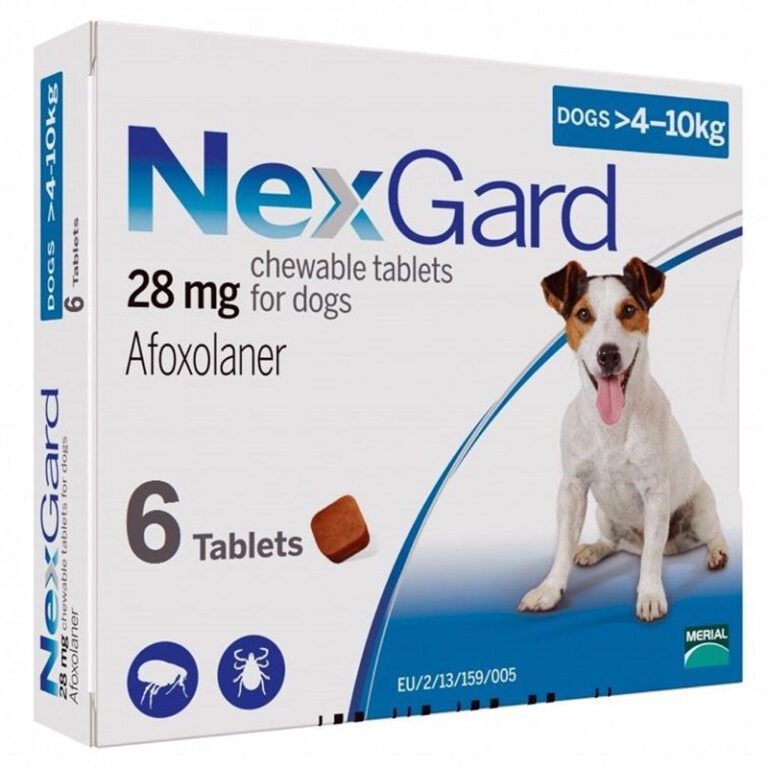 DOGS >4–10kg
NexGard
28 mg chewable tablets
for dogs
Afoxolaner
6 Tablets
EU/2/13/159/005
MERIAL
DOGS >4–10kg
6 Tablets
NexGard
28 mg chewable tablets for dogs
Afoxolaner